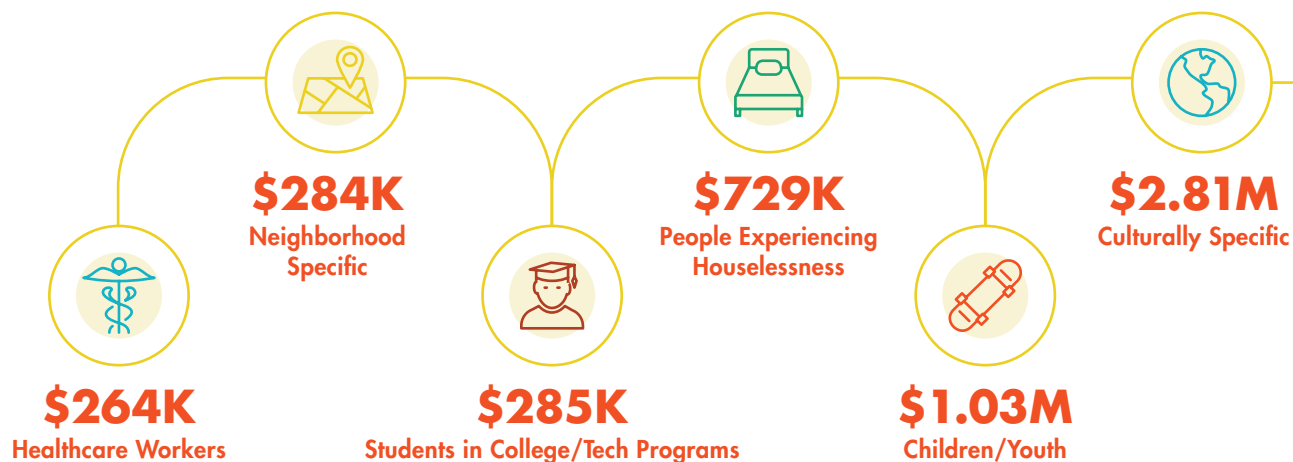 $264K
Healthcare Workers
$284K
Neighborhood
Specific
$285K
Students in College/Tech Programs
$729K
People Experiencing
Houselessness
$1.03M
Children/Youth
$2.81M
Culturally Specific